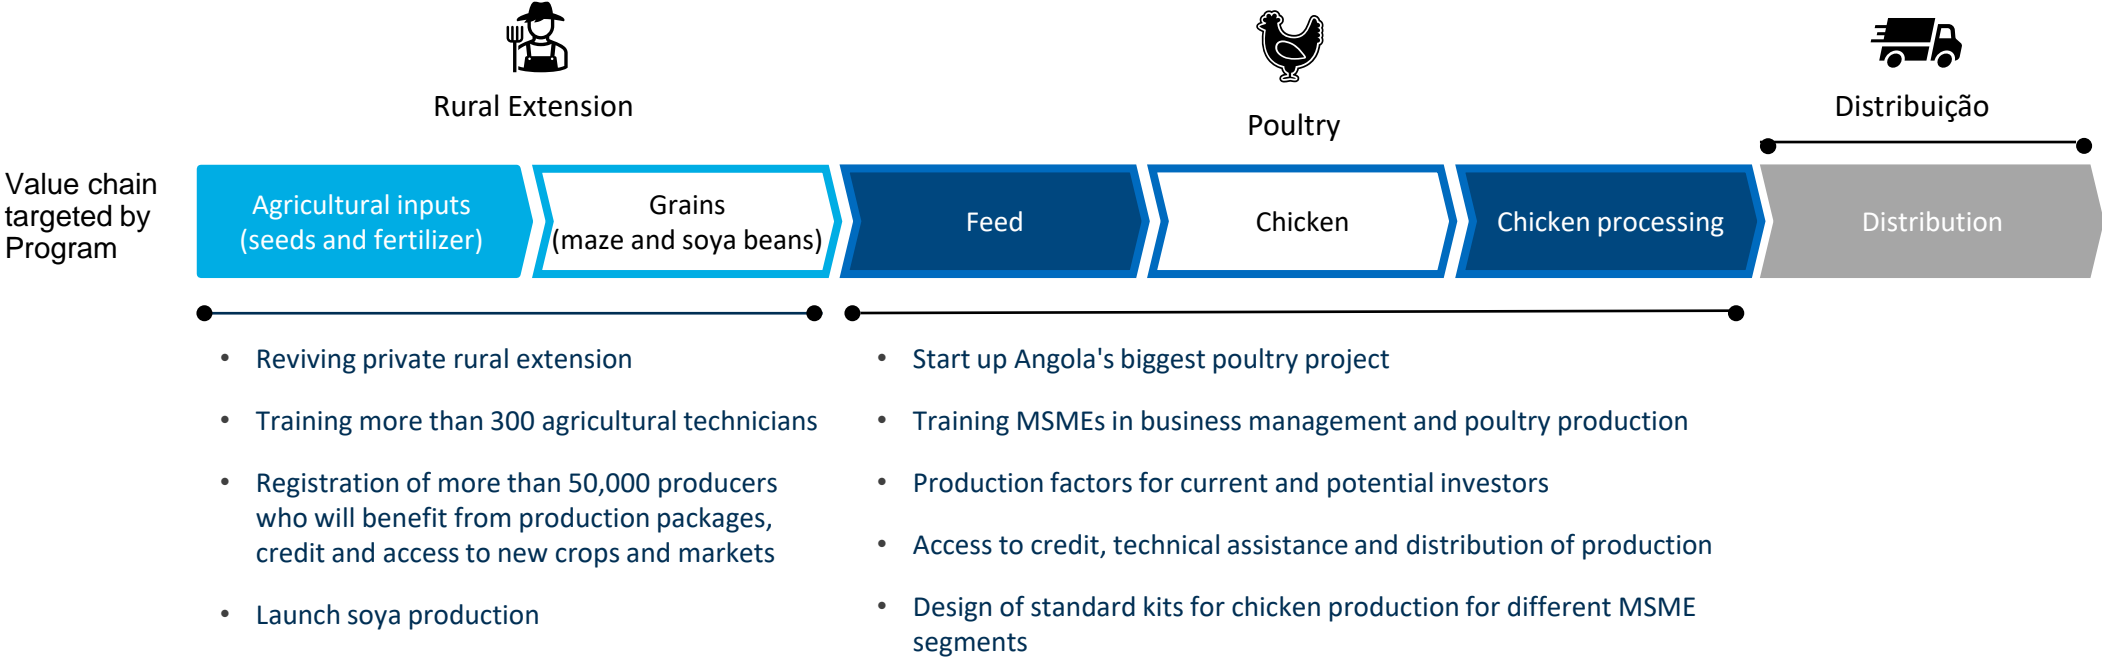 Rural Extension
Poultry
Distribuição
Value chain
targeted by
Program
Agricultural inputs
(seeds and fertilizer)
Grains
(maze and soya beans)
Feed
Chicken
Chicken processing
Distribution
• Reviving private rural extension
• Training more than 300 agricultural technicians
• Registration of more than 50,000 producers
who will benefit from production packages,
credit and access to new crops and markets
• Launch soya production
• Start up Angola's biggest poultry project
• Training MSMEs in business management and poultry production
• Production factors for current and potential investors
• Access to credit, technical assistance and distribution of production
• Design of standard kits for chicken production for different MSME
segments